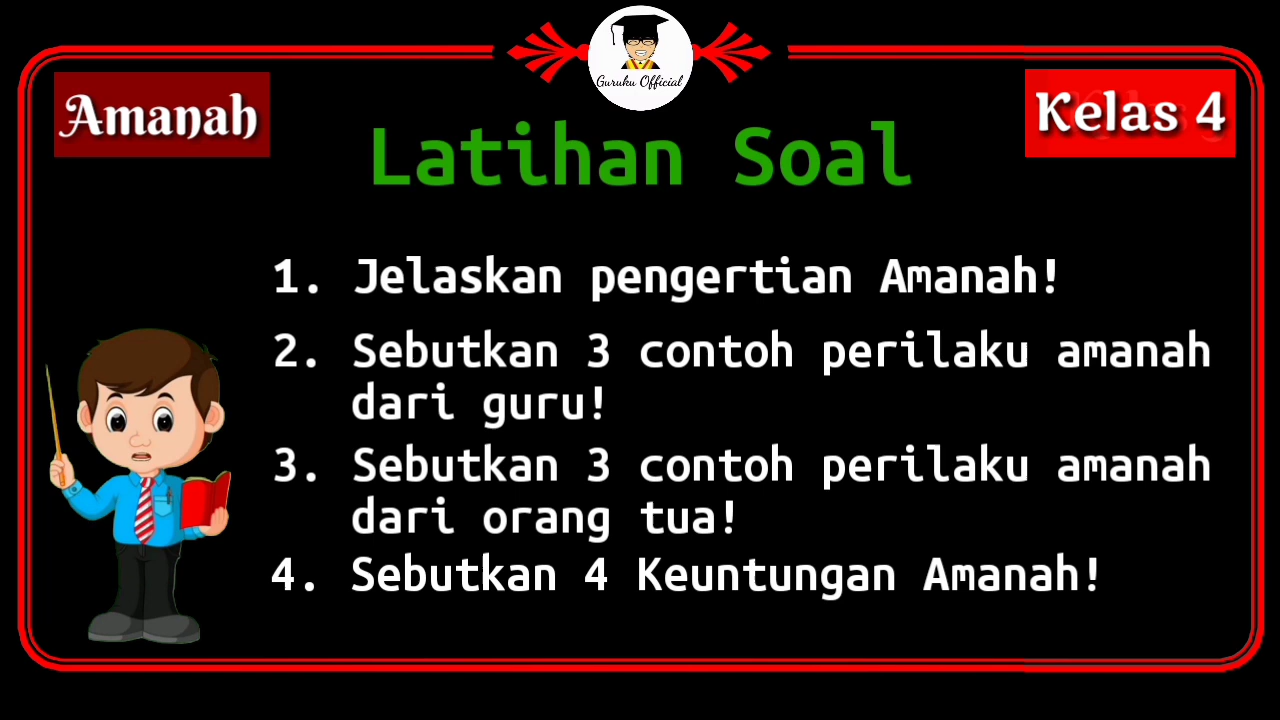 Guruku Official
Amanah
Kelas 4
Latihan Soal
1. Jelaskan pengertian Amanah!
2. Sebutkan 3 contoh perilaku amanah
dari guru!
3. Sebutkan 3 contoh perilaku amanah
dari orang tua!
4. Sebutkan 4 Keuntungan Amanah!